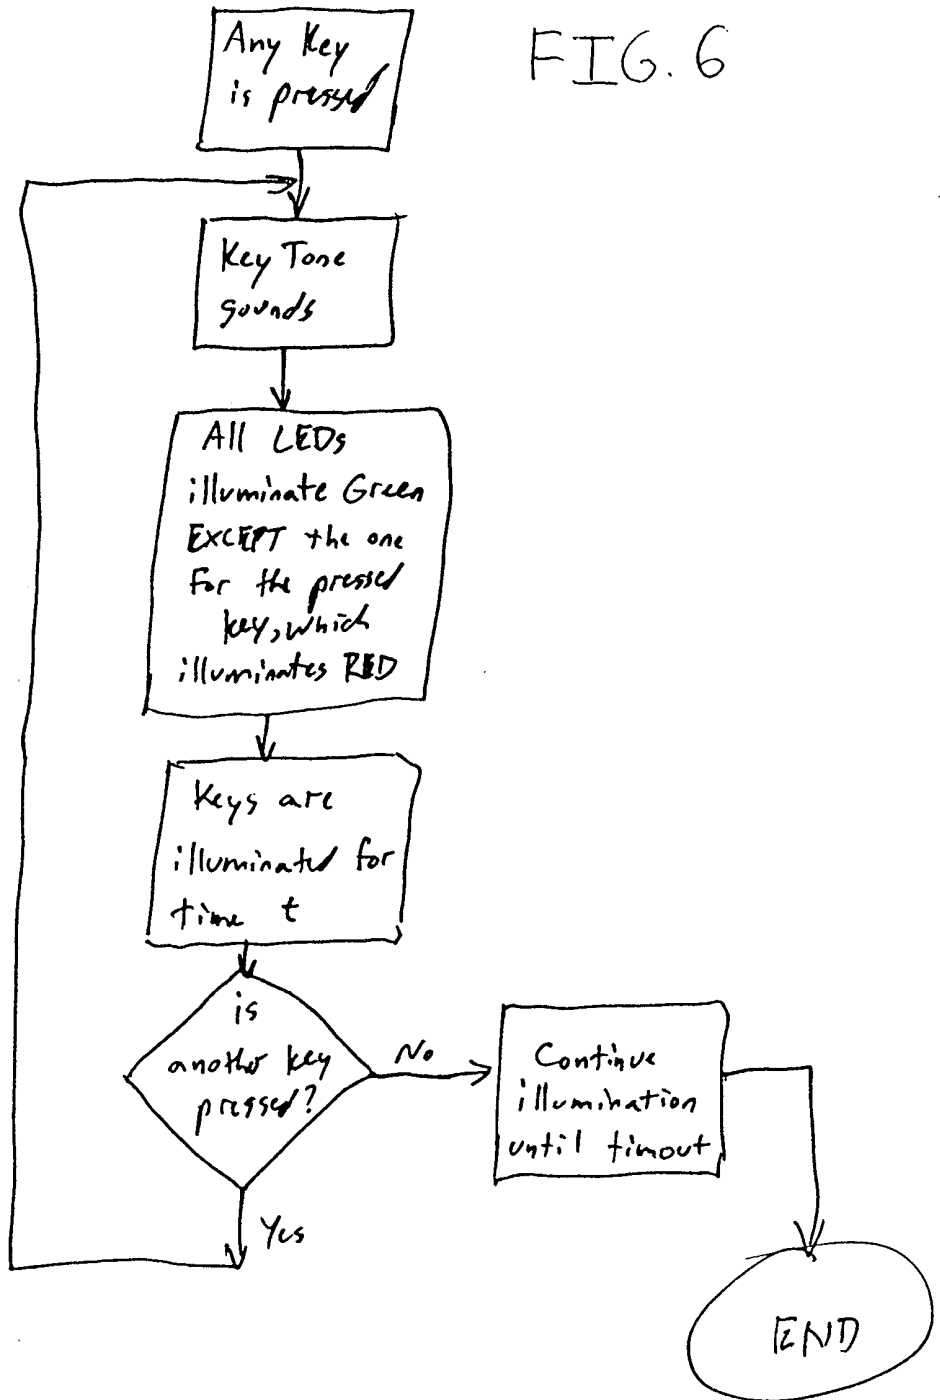 FIG. 6
Any Key
is pressed
Key Tone
sounds
All LEDs
illuminate Green
EXCEPT the one
For the pressed
key, which
illuminates RED
Keys are
illuminated for
time t
is
another key
pressed?
No
Continue
illumination
until timout
Yes
END